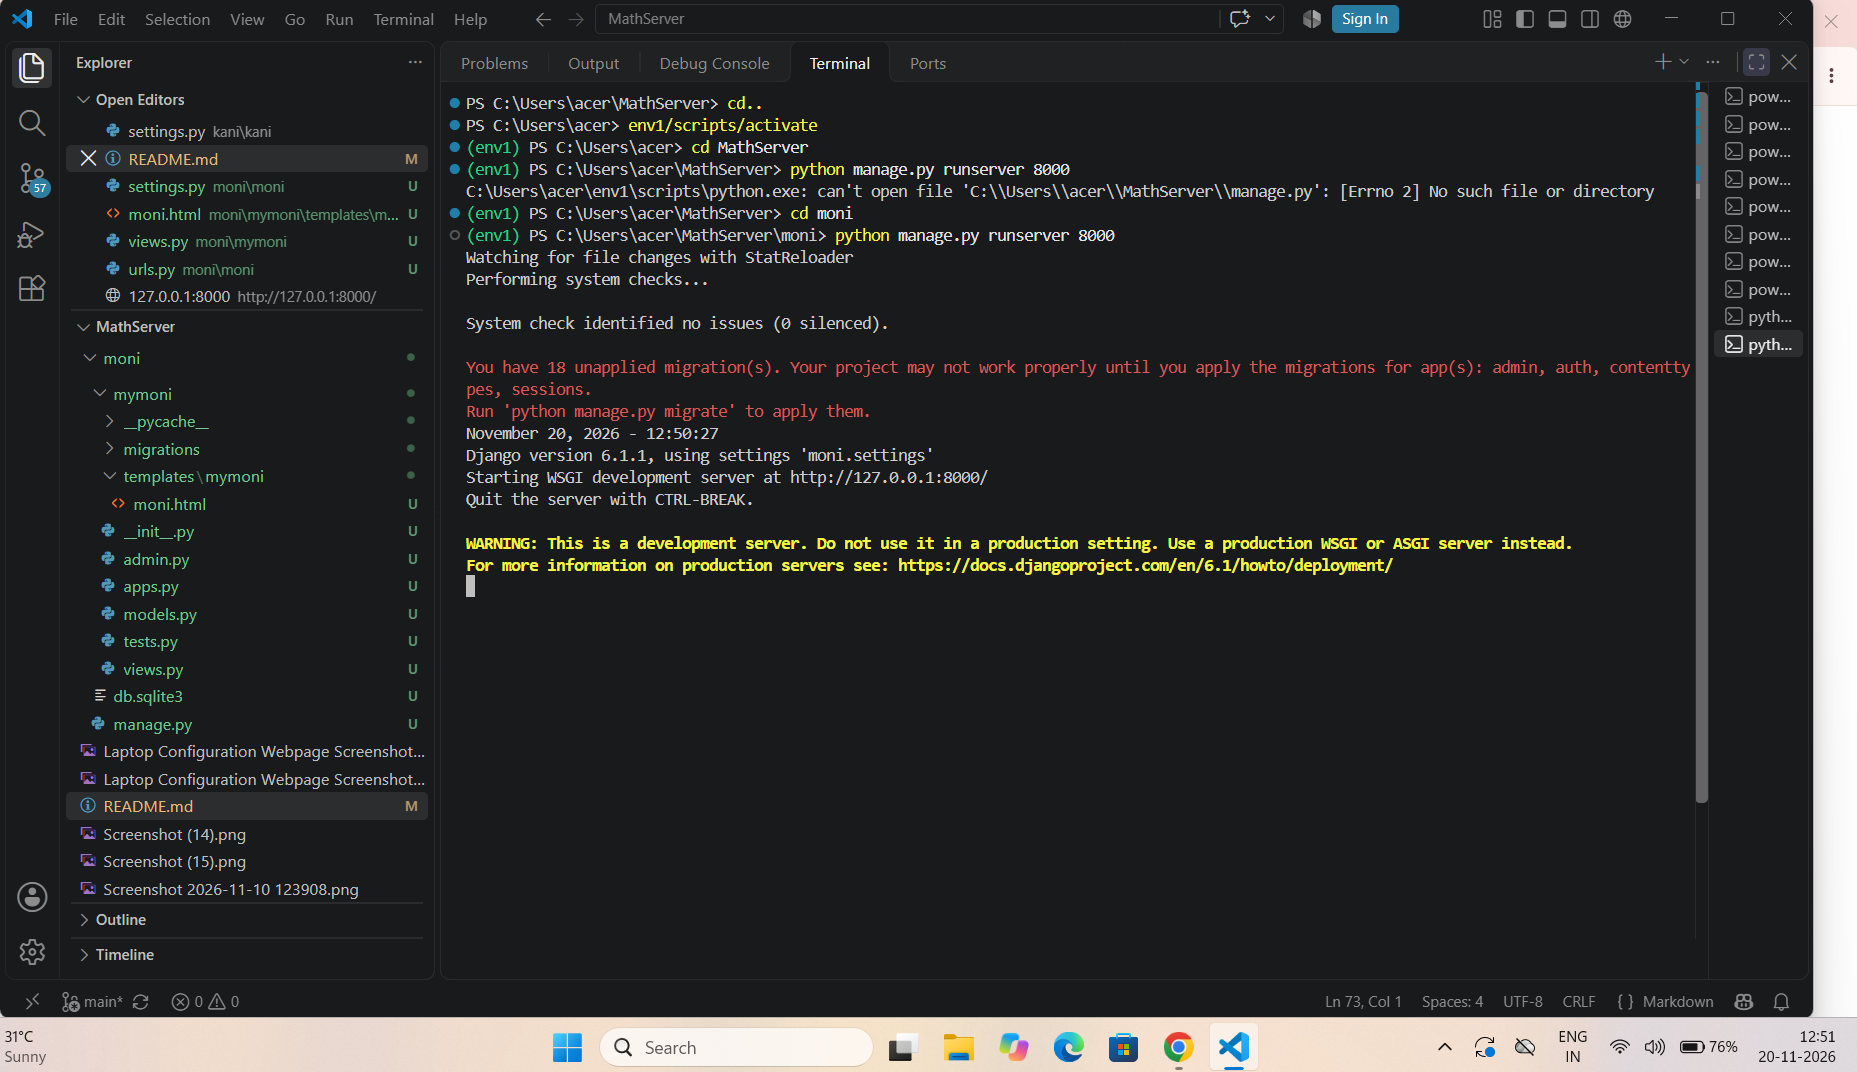 File Edit Selection View Go Run Terminal Help
MathServer
Sign In
Explorer
Open Editors
settings.py kani\kani
README.md M
settings.py moni\moni U
moni.html moni\mymoni\templates\m... U
views.py moni\mymoni U
urls.py moni\moni U
127.0.0.1:8000 http://127.0.0.1:8000/
57
MathServer
moni
mymoni
__pycache__
migrations
templates\mymoni
moni.html U
__init__.py U
admin.py U
apps.py U
models.py U
tests.py U
views.py U
db.sqlite3 U
manage.py U
Laptop Configuration Webpage Screenshot...
Laptop Configuration Webpage Screenshot...
README.md M
Screenshot (14).png
Screenshot (15).png
Screenshot 2026-11-10 123908.png
Outline
Timeline
Problems Output Debug Console Terminal Ports
PS C:\Users\acer\MathServer> cd..
PS C:\Users\acer> env1/scripts/activate
(env1) PS C:\Users\acer> cd MathServer
(env1) PS C:\Users\acer\MathServer> python manage.py runserver 8000
C:\Users\acer\env1\scripts\python.exe: can't open file 'C:\\Users\\acer\\MathServer\\manage.py': [Errno 2] No such file or directory
(env1) PS C:\Users\acer\MathServer> cd moni
(env1) PS C:\Users\acer\MathServer\moni> python manage.py runserver 8000
Watching for file changes with StatReloader
Performing system checks...
System check identified no issues (0 silenced).
You have 18 unapplied migration(s). Your project may not work properly until you apply the migrations for app(s): admin, auth, contentty
pes, sessions.
Run 'python manage.py migrate' to apply them.
November 20, 2026 - 12:50:27
Django version 6.1.1, using settings 'moni.settings'
Starting WSGI development server at http://127.0.0.1:8000/
Quit the server with CTRL-BREAK.
WARNING: This is a development server. Do not use it in a production setting. Use a production WSGI or ASGI server instead.
For more information on production servers see: https://docs.djangoproject.com/en/6.1/howto/deployment/
pow...
pow...
pow...
pow...
pow...
pow...
pow...
pow...
pyth...
pyth...
main* 0 0
Ln 73, Col 1 Spaces: 4 UTF-8 CRLF { } Markdown
31°C
Sunny
Search
ENG
IN
76%
12:51
20-11-2026